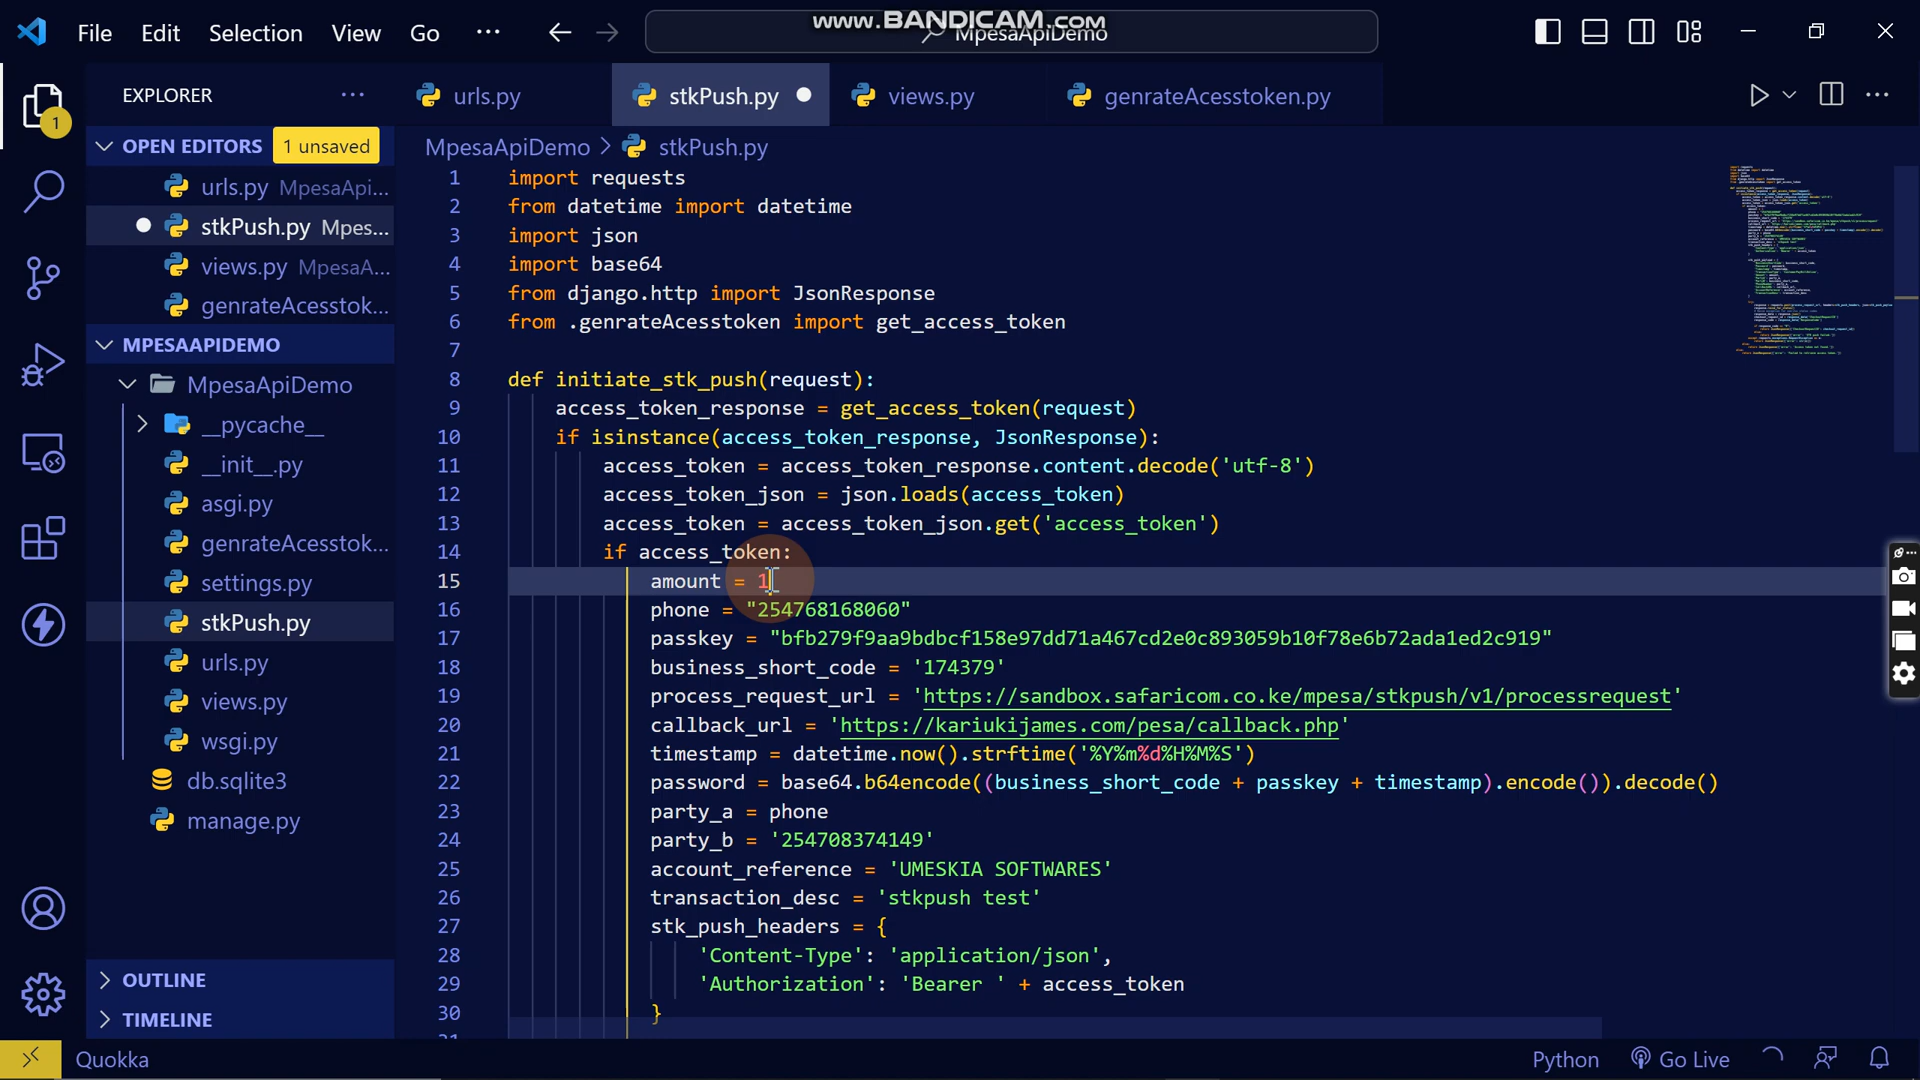 www.BANDICAM.com
File Edit Selection View Go ··· MpesaApiDemo
EXPLORER ···
OPEN EDITORS 1 unsaved
urls.py MpesaApi...
stkPush.py Mpes...
views.py MpesaA...
genrateAcesstok...
MPESAAPIDEMO
MpesaApiDemo
__pycache__
__init__.py
asgi.py
genrateAcesstok...
settings.py
stkPush.py
urls.py
views.py
wsgi.py
db.sqlite3
manage.py
OUTLINE
TIMELINE
urls.py stkPush.py views.py genrateAcesstoken.py
MpesaApiDemo > stkPush.py
1 import requests
2 from datetime import datetime
3 import json
4 import base64
5 from django.http import JsonResponse
6 from .genrateAcesstoken import get_access_token
7
8 def initiate_stk_push(request):
9 access_token_response = get_access_token(request)
10 if isinstance(access_token_response, JsonResponse):
11 access_token = access_token_response.content.decode('utf-8')
12 access_token_json = json.loads(access_token)
13 access_token = access_token_json.get('access_token')
14 if access_token:
15 amount = 1
16 phone = "254768168060"
17 passkey = "bfb279f9aa9bdbcf158e97dd71a467cd2e0c893059b10f78e6b72ada1ed2c919"
18 business_short_code = '174379'
19 process_request_url = 'https://sandbox.safaricom.co.ke/mpesa/stkpush/v1/processrequest'
20 callback_url = 'https://kariukijames.com/pesa/callback.php'
21 timestamp = datetime.now().strftime('%Y%m%d%H%M%S')
22 password = base64.b64encode((business_short_code + passkey + timestamp).encode()).decode()
23 party_a = phone
24 party_b = '254708374149'
25 account_reference = 'UMESKIA SOFTWARES'
26 transaction_desc = 'stkpush test'
27 stk_push_headers = {
28 'Content-Type': 'application/json',
29 'Authorization': 'Bearer ' + access_token
30 }
1
Quokka Python Go Live